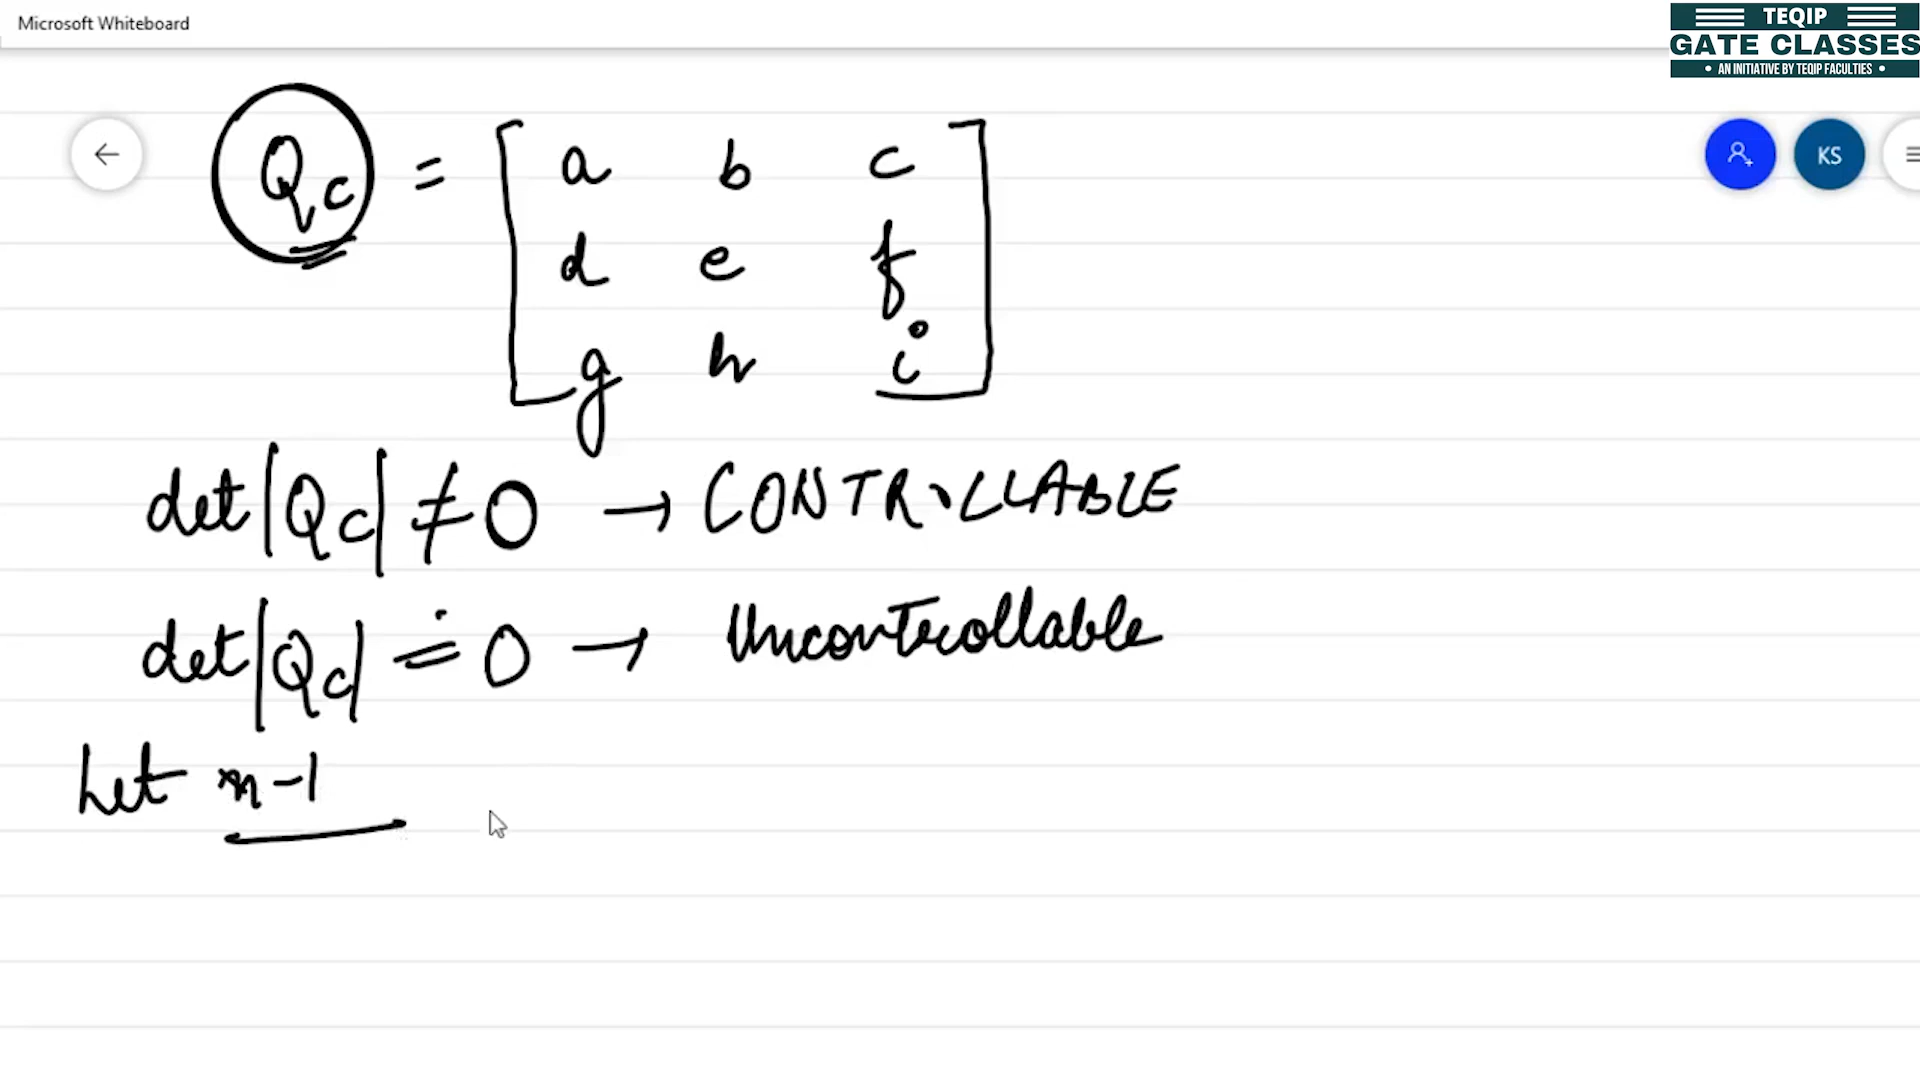 Microsoft Whiteboard
TEQIP
GATE CLASSES
• AN INITIATIVE BY TEQIP FACULTIES •
KS
Qc = [ a b c
d e f
g h i ]
det |Qc| ≠ 0 → CONTROLLABLE
det |Qc| = 0 → Uncontrollable
Let n-1